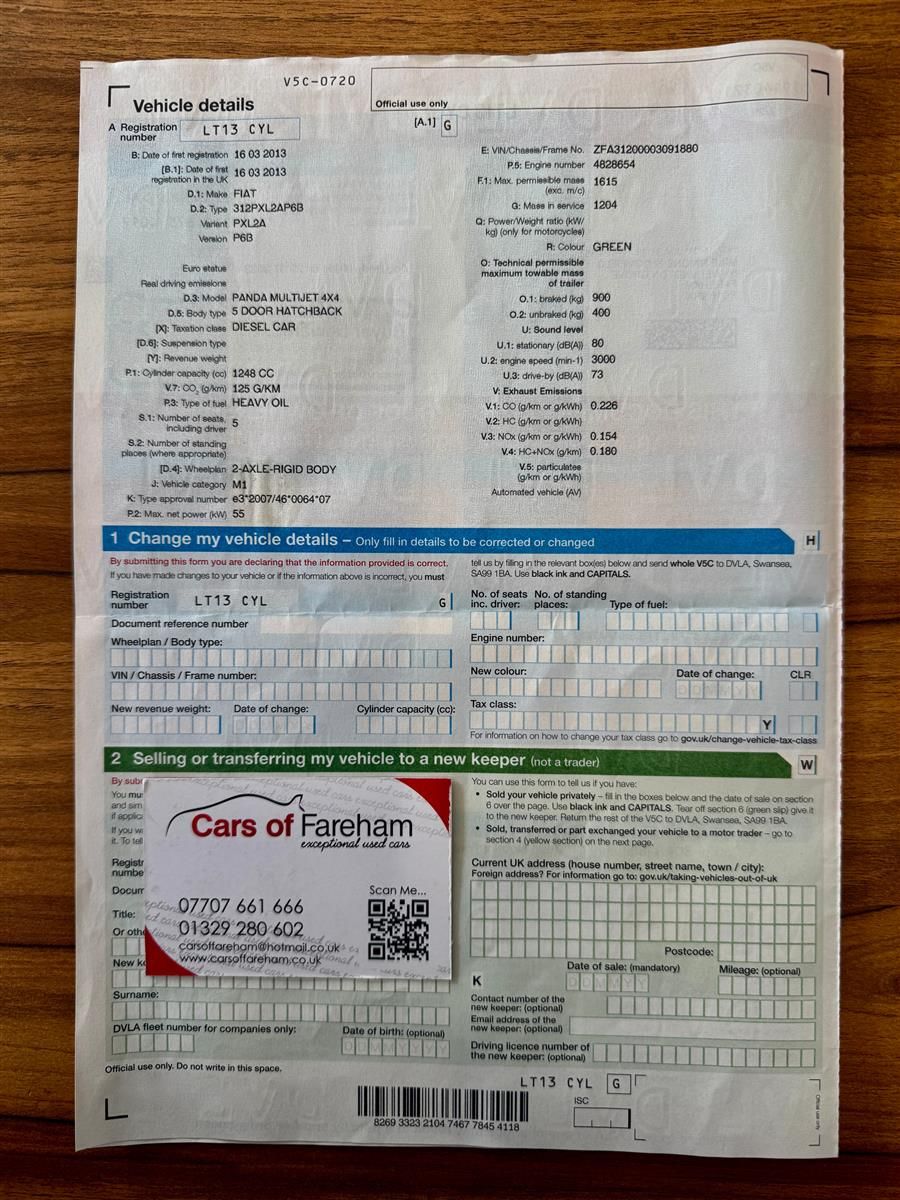 V5C-0720
Vehicle details
Official use only
A Registration number LT13 CYL
[A.1] G
B: Date of first registration 16 03 2013
[B.1]: Date of first registration in the UK 16 03 2013
D.1: Make FIAT
D.2: Type 312PXL2AP6B
Variant PXL2A
Version P6B
Euro status
Real driving emissions
D.3: Model PANDA MULTIJET 4X4
D.5: Body type 5 DOOR HATCHBACK
[X]: Taxation class DIESEL CAR
[D.6]: Suspension type
[Y]: Revenue weight
P.1: Cylinder capacity (cc) 1248 CC
V.7: CO2 (g/km) 125 G/KM
P.3: Type of fuel HEAVY OIL
S.1: Number of seats, including driver 5
S.2: Number of standing places (where appropriate)
[D.4]: Wheelplan 2-AXLE-RIGID BODY
J: Vehicle category M1
K: Type approval number e3*2007/46*0064*07
P.2: Max. net power (kW) 55
E: VIN/Chassis/Frame No. ZFA31200003091880
P.5: Engine number 4828654
F.1: Max. permissible mass (exc. m/c) 1615
G: Mass in service 1204
Q: Power/Weight ratio (kW/kg) (only for motorcycles)
R: Colour GREEN
O: Technical permissible maximum towable mass of trailer
O.1: braked (kg) 900
O.2: unbraked (kg) 400
U: Sound level
U.1: stationary (dB(A)) 80
U.2: engine speed (min-1) 3000
U.3: drive-by (dB(A)) 73
V: Exhaust Emissions
V.1: CO (g/km or g/kWh) 0.226
V.2: HC (g/km or g/kWh)
V.3: NOx (g/km or g/kWh) 0.154
V.4: HC+NOx (g/km) 0.180
V.5: particulates (g/km or g/kWh)
Automated vehicle (AV)
1 Change my vehicle details – Only fill in details to be corrected or changed
H
By submitting this form you are declaring that the information provided is correct.
If you have made changes to your vehicle or if the information above is incorrect, you must
tell us by filling in the relevant box(es) below and send whole V5C to DVLA, Swansea,
SA99 1BA. Use black ink and CAPITALS.
Registration number LT13 CYL G
Document reference number
Wheelplan / Body type:
VIN / Chassis / Frame number:
New revenue weight: Date of change: Cylinder capacity (cc):
No. of seats inc. driver: No. of standing places: Type of fuel:
Engine number:
New colour: Date of change: CLR
Tax class:
Y
For information on how to change your tax class go to gov.uk/change-vehicle-tax-class
2 Selling or transferring my vehicle to a new keeper (not a trader)
W
By
You
and
If you
it. To
Title:
Or
New
Surname:
DVLA fleet number for companies only: Date of birth: (optional)
DDMMYYYY
Cars of Fareham
exceptional used cars
Scan Me...
07707 661 666
01329 280 602
carsoffareham@hotmail.co.uk
www.carsoffareham.co.uk
You can use this form to tell us if you have:
• Sold your vehicle privately – fill in the boxes below and the date of sale on section
6 over the page. Use black ink and CAPITALS. Tear off section 6 (green slip) give it
to the new keeper. Return the rest of the V5C to DVLA, Swansea, SA99 1BA.
• Sold, transferred or part exchanged your vehicle to a motor trader – go to
section 4 (yellow section) on the next page.
Current UK address (house number, street name, town / city):
Foreign address? For information go to: gov.uk/taking-vehicles-out-of-uk
Postcode:
Date of sale: (mandatory) Mileage: (optional)
K
DDMMYY
Contact number of the new keeper: (optional)
Email address of the new keeper: (optional)
Driving licence number of the new keeper: (optional)
Official use only. Do not write in this space.
LT13 CYL G
ISC
8269 3323 2104 7467 7845 4118
Official use only